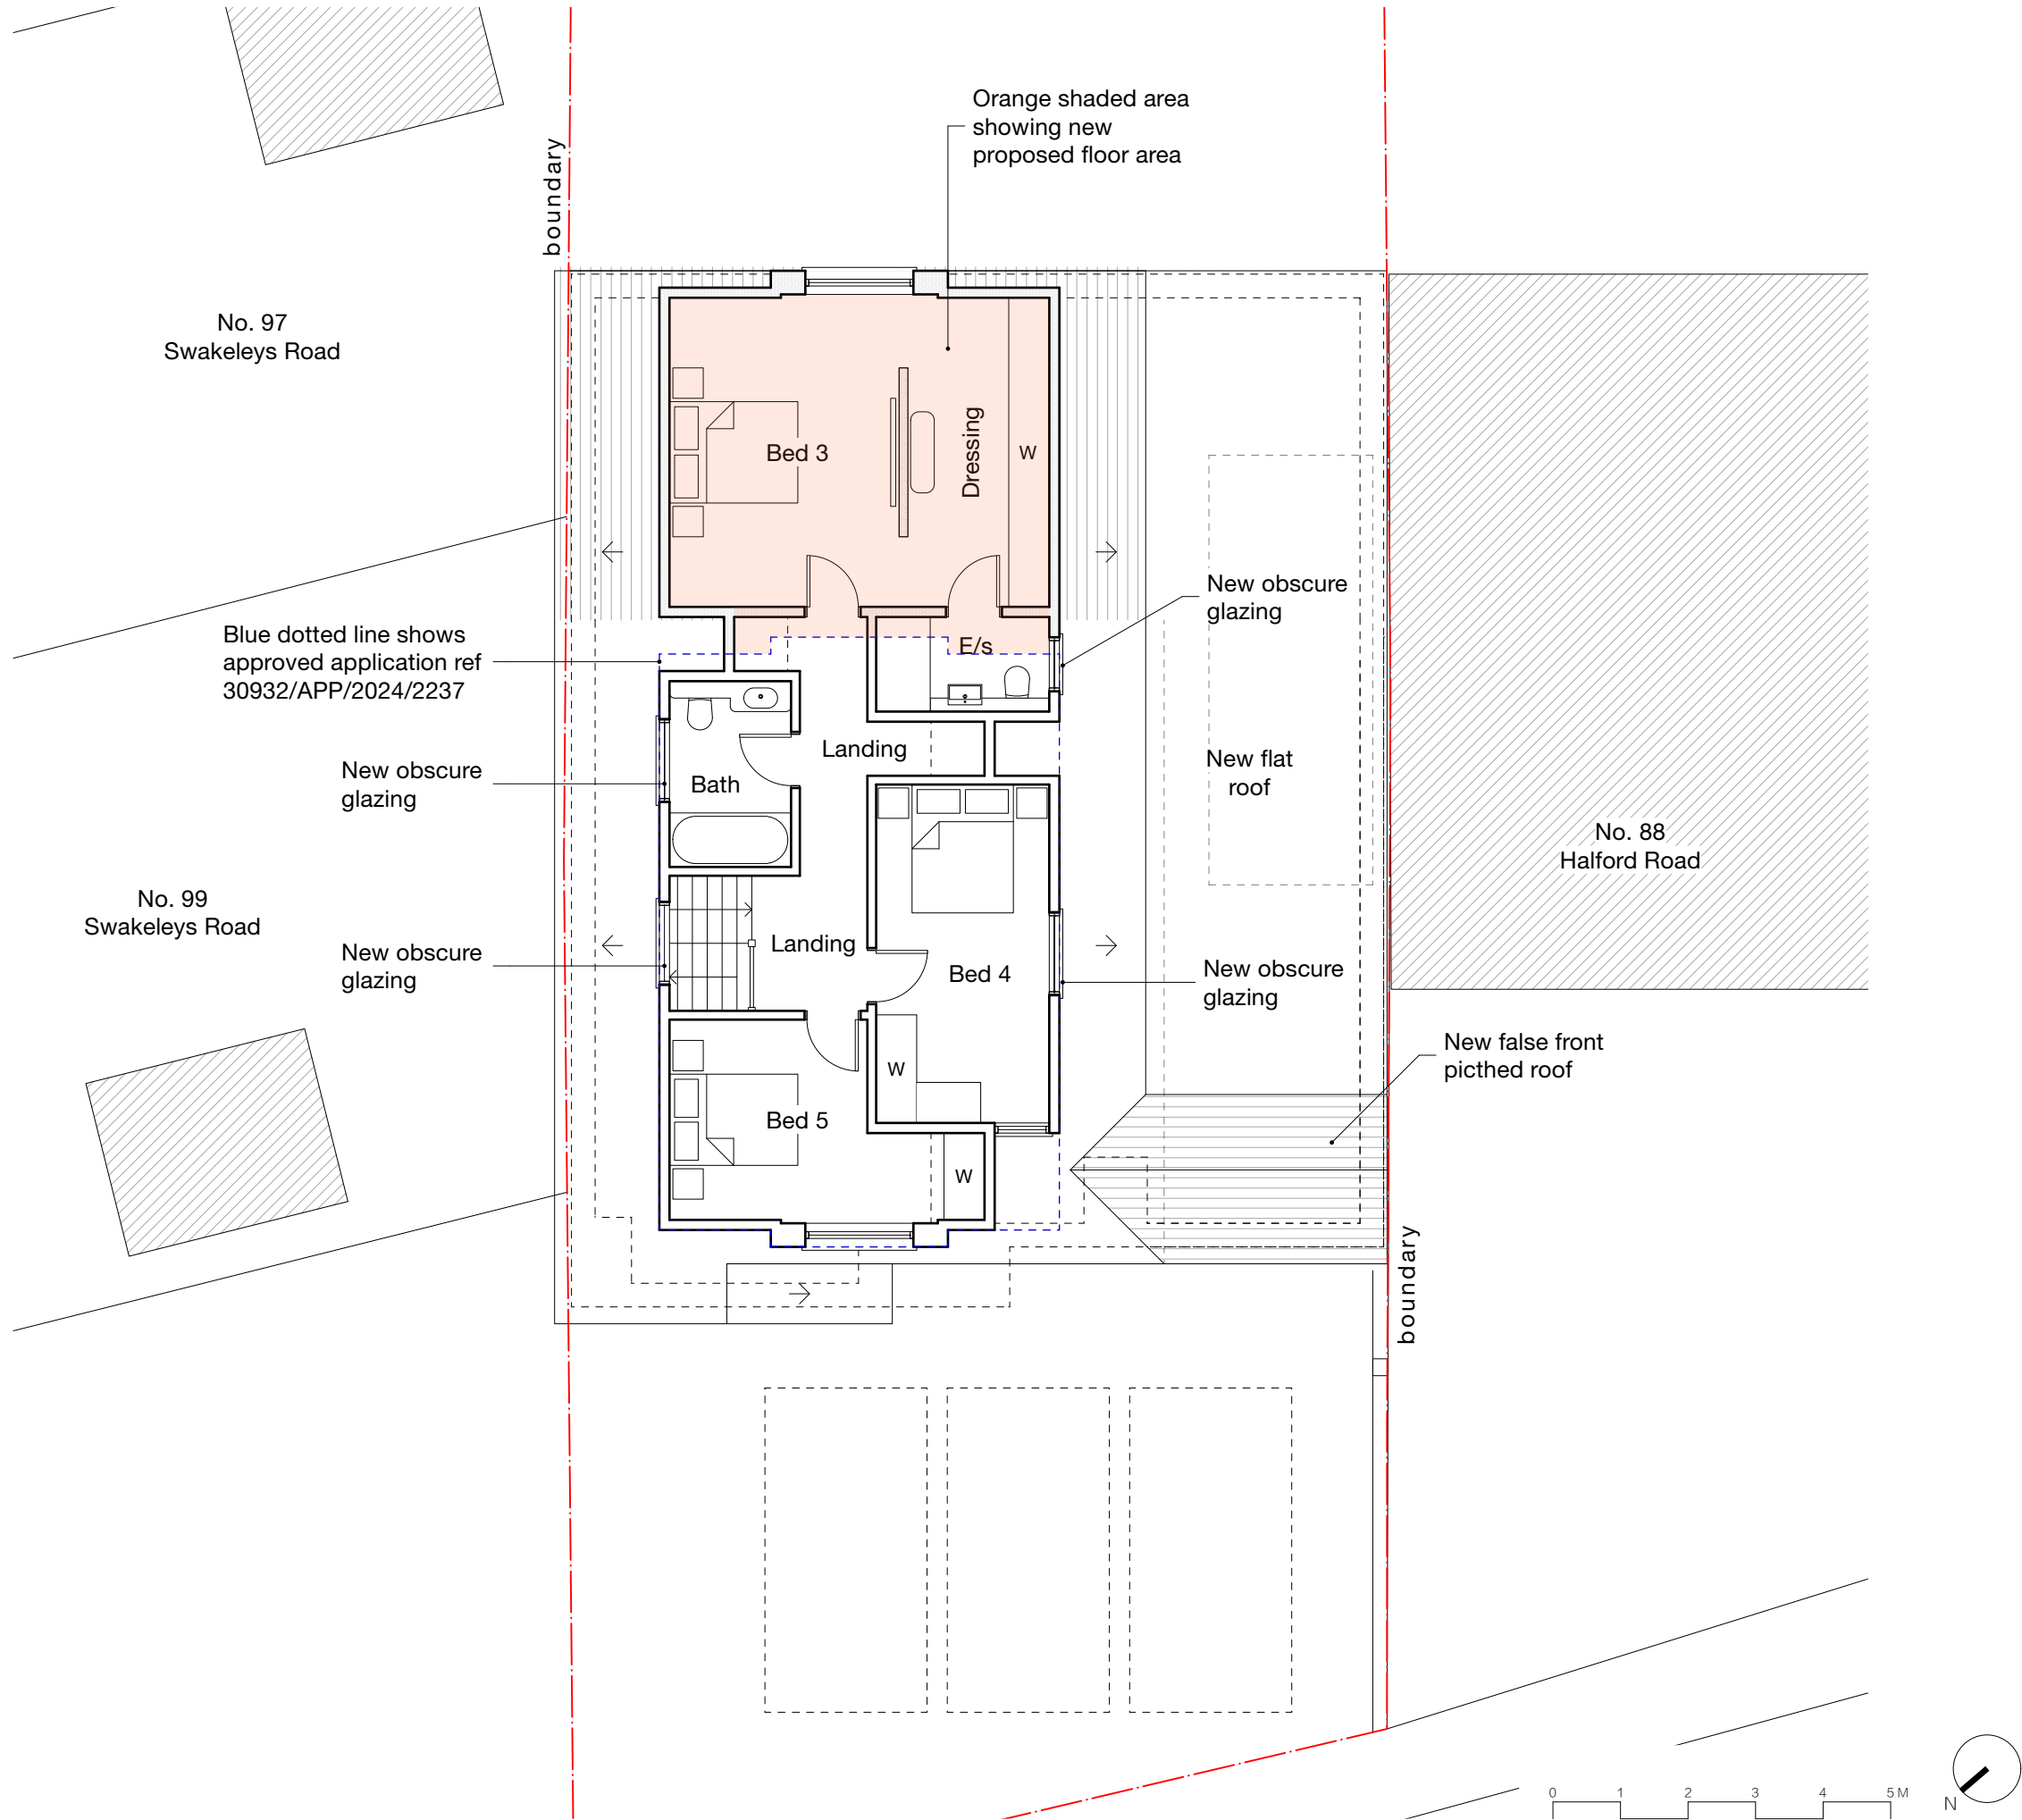 Orange shaded area
showing new
proposed floor area
boundary
No. 97
Swakeleys Road
Bed 3
Dressing
W
New obscure
glazing
Blue dotted line shows
approved application ref
30932/APP/2024/2237
E/s
Landing
New flat
roof
New obscure
glazing
Bath
No. 88
Halford Road
No. 99
Swakeleys Road
New obscure
glazing
Landing
Bed 4
New obscure
glazing
New false front
picthed roof
W
Bed 5
W
boundary
0 1 2 3 4 5 M
N